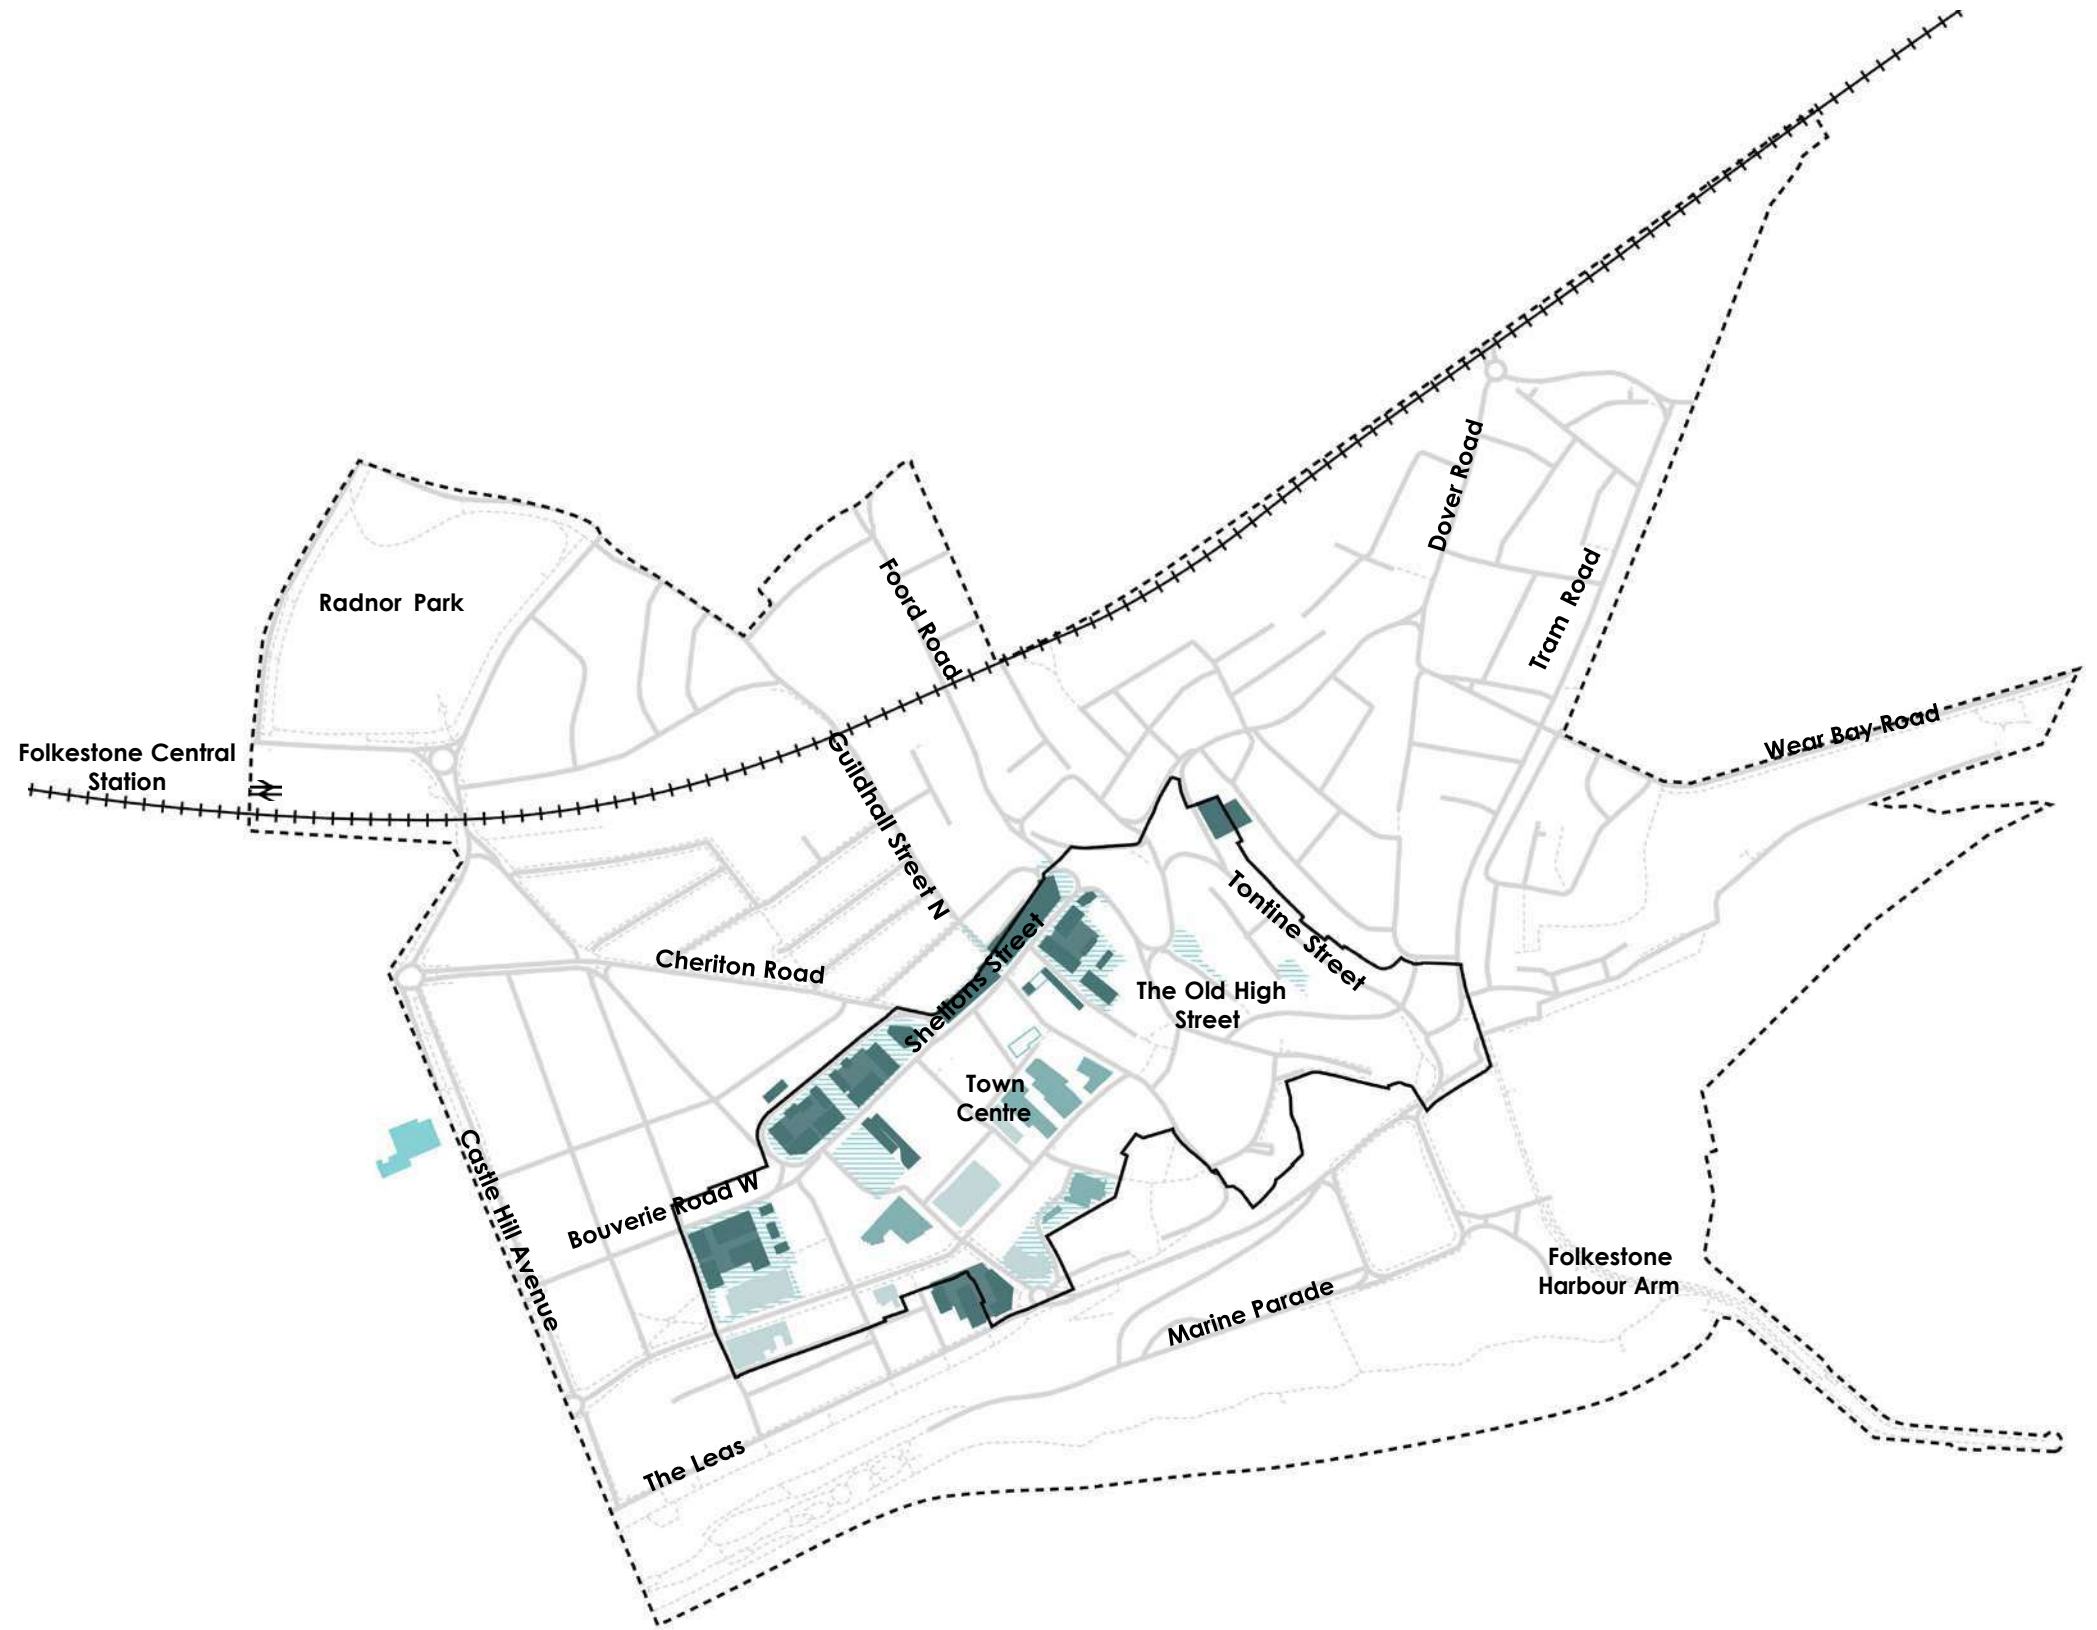 Dover Road
Radnor Park
Foord Road
Tram Road
Folkestone Central
Station
Wear Bay Road
Guildhall Street N
Tontine Street
Cheriton Road
Sheltons Street
The Old High
Street
Town
Centre
Castle Hill Avenue
Bouverie Road W
Folkestone
Harbour Arm
Marine Parade
The Leas